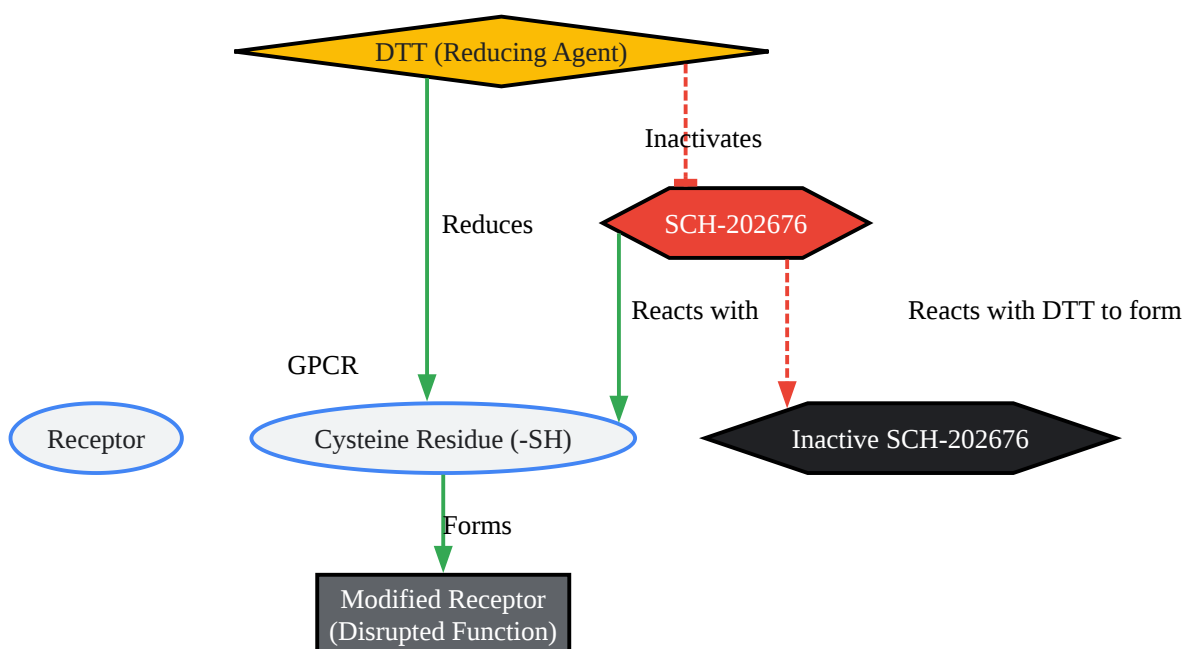 DTT (Reducing Agent)
Inactivates
Reduces
SCH-202676
Reacts with
Reacts with DTT to form
GPCR
Receptor
Cysteine Residue (-SH)
Inactive SCH-202676
Forms
Modified Receptor
(Disrupted Function)